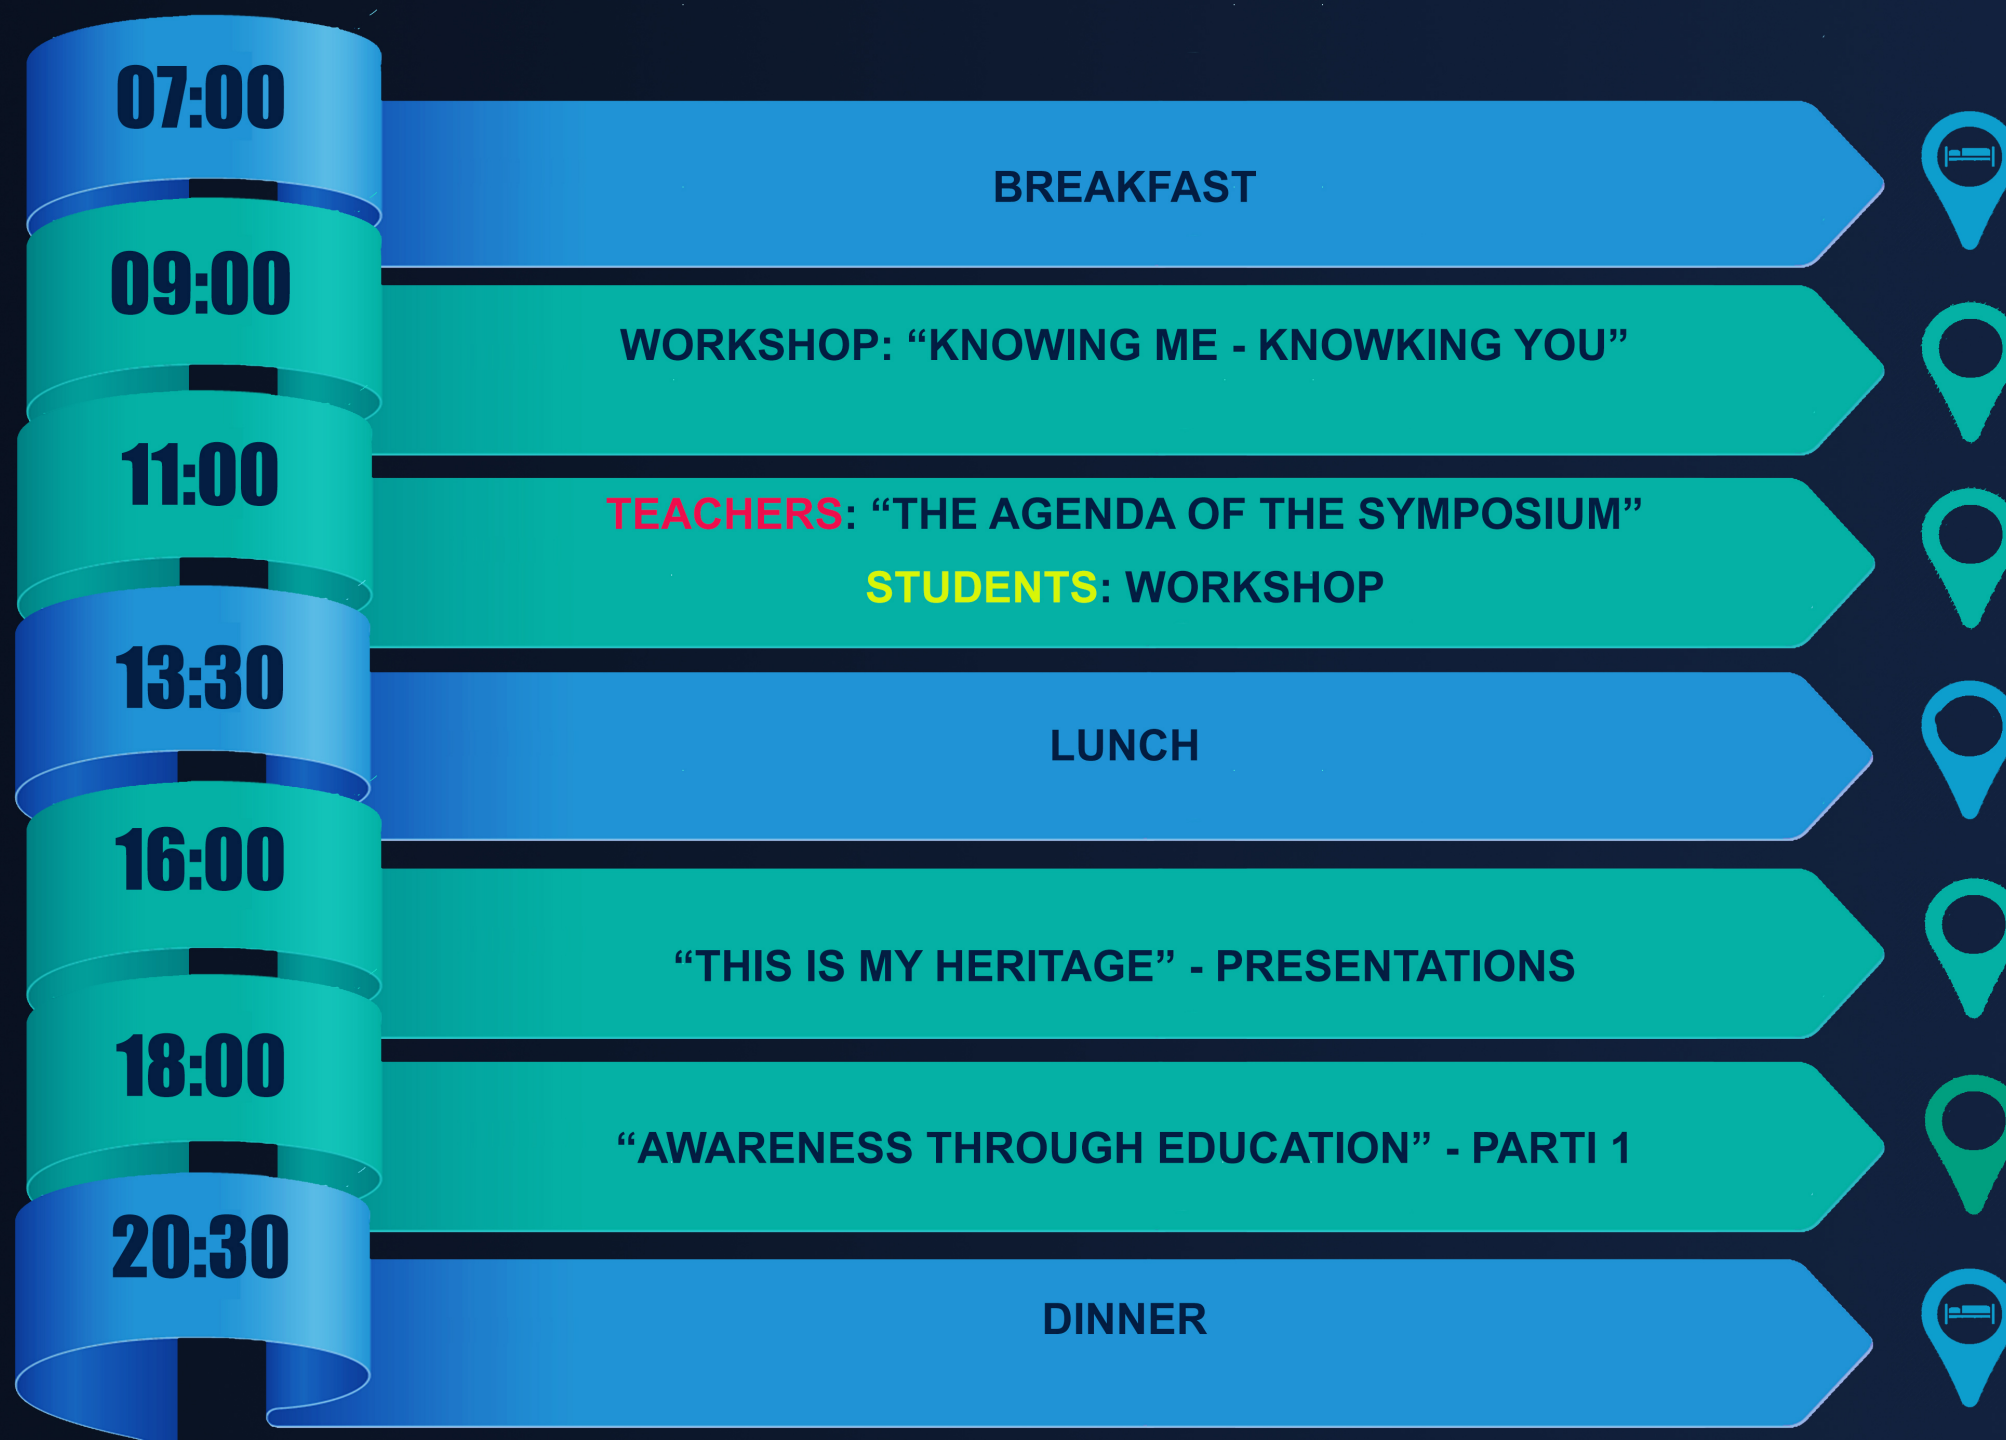 07:00
BREAKFAST
09:00
WORKSHOP: “KNOWING ME - KNOWKING YOU”
11:00
TEACHERS: “THE AGENDA OF THE SYMPOSIUM”
STUDENTS: WORKSHOP
13:30
LUNCH
16:00
“THIS IS MY HERITAGE” - PRESENTATIONS
18:00
“AWARENESS THROUGH EDUCATION” - PARTI 1
20:30
DINNER